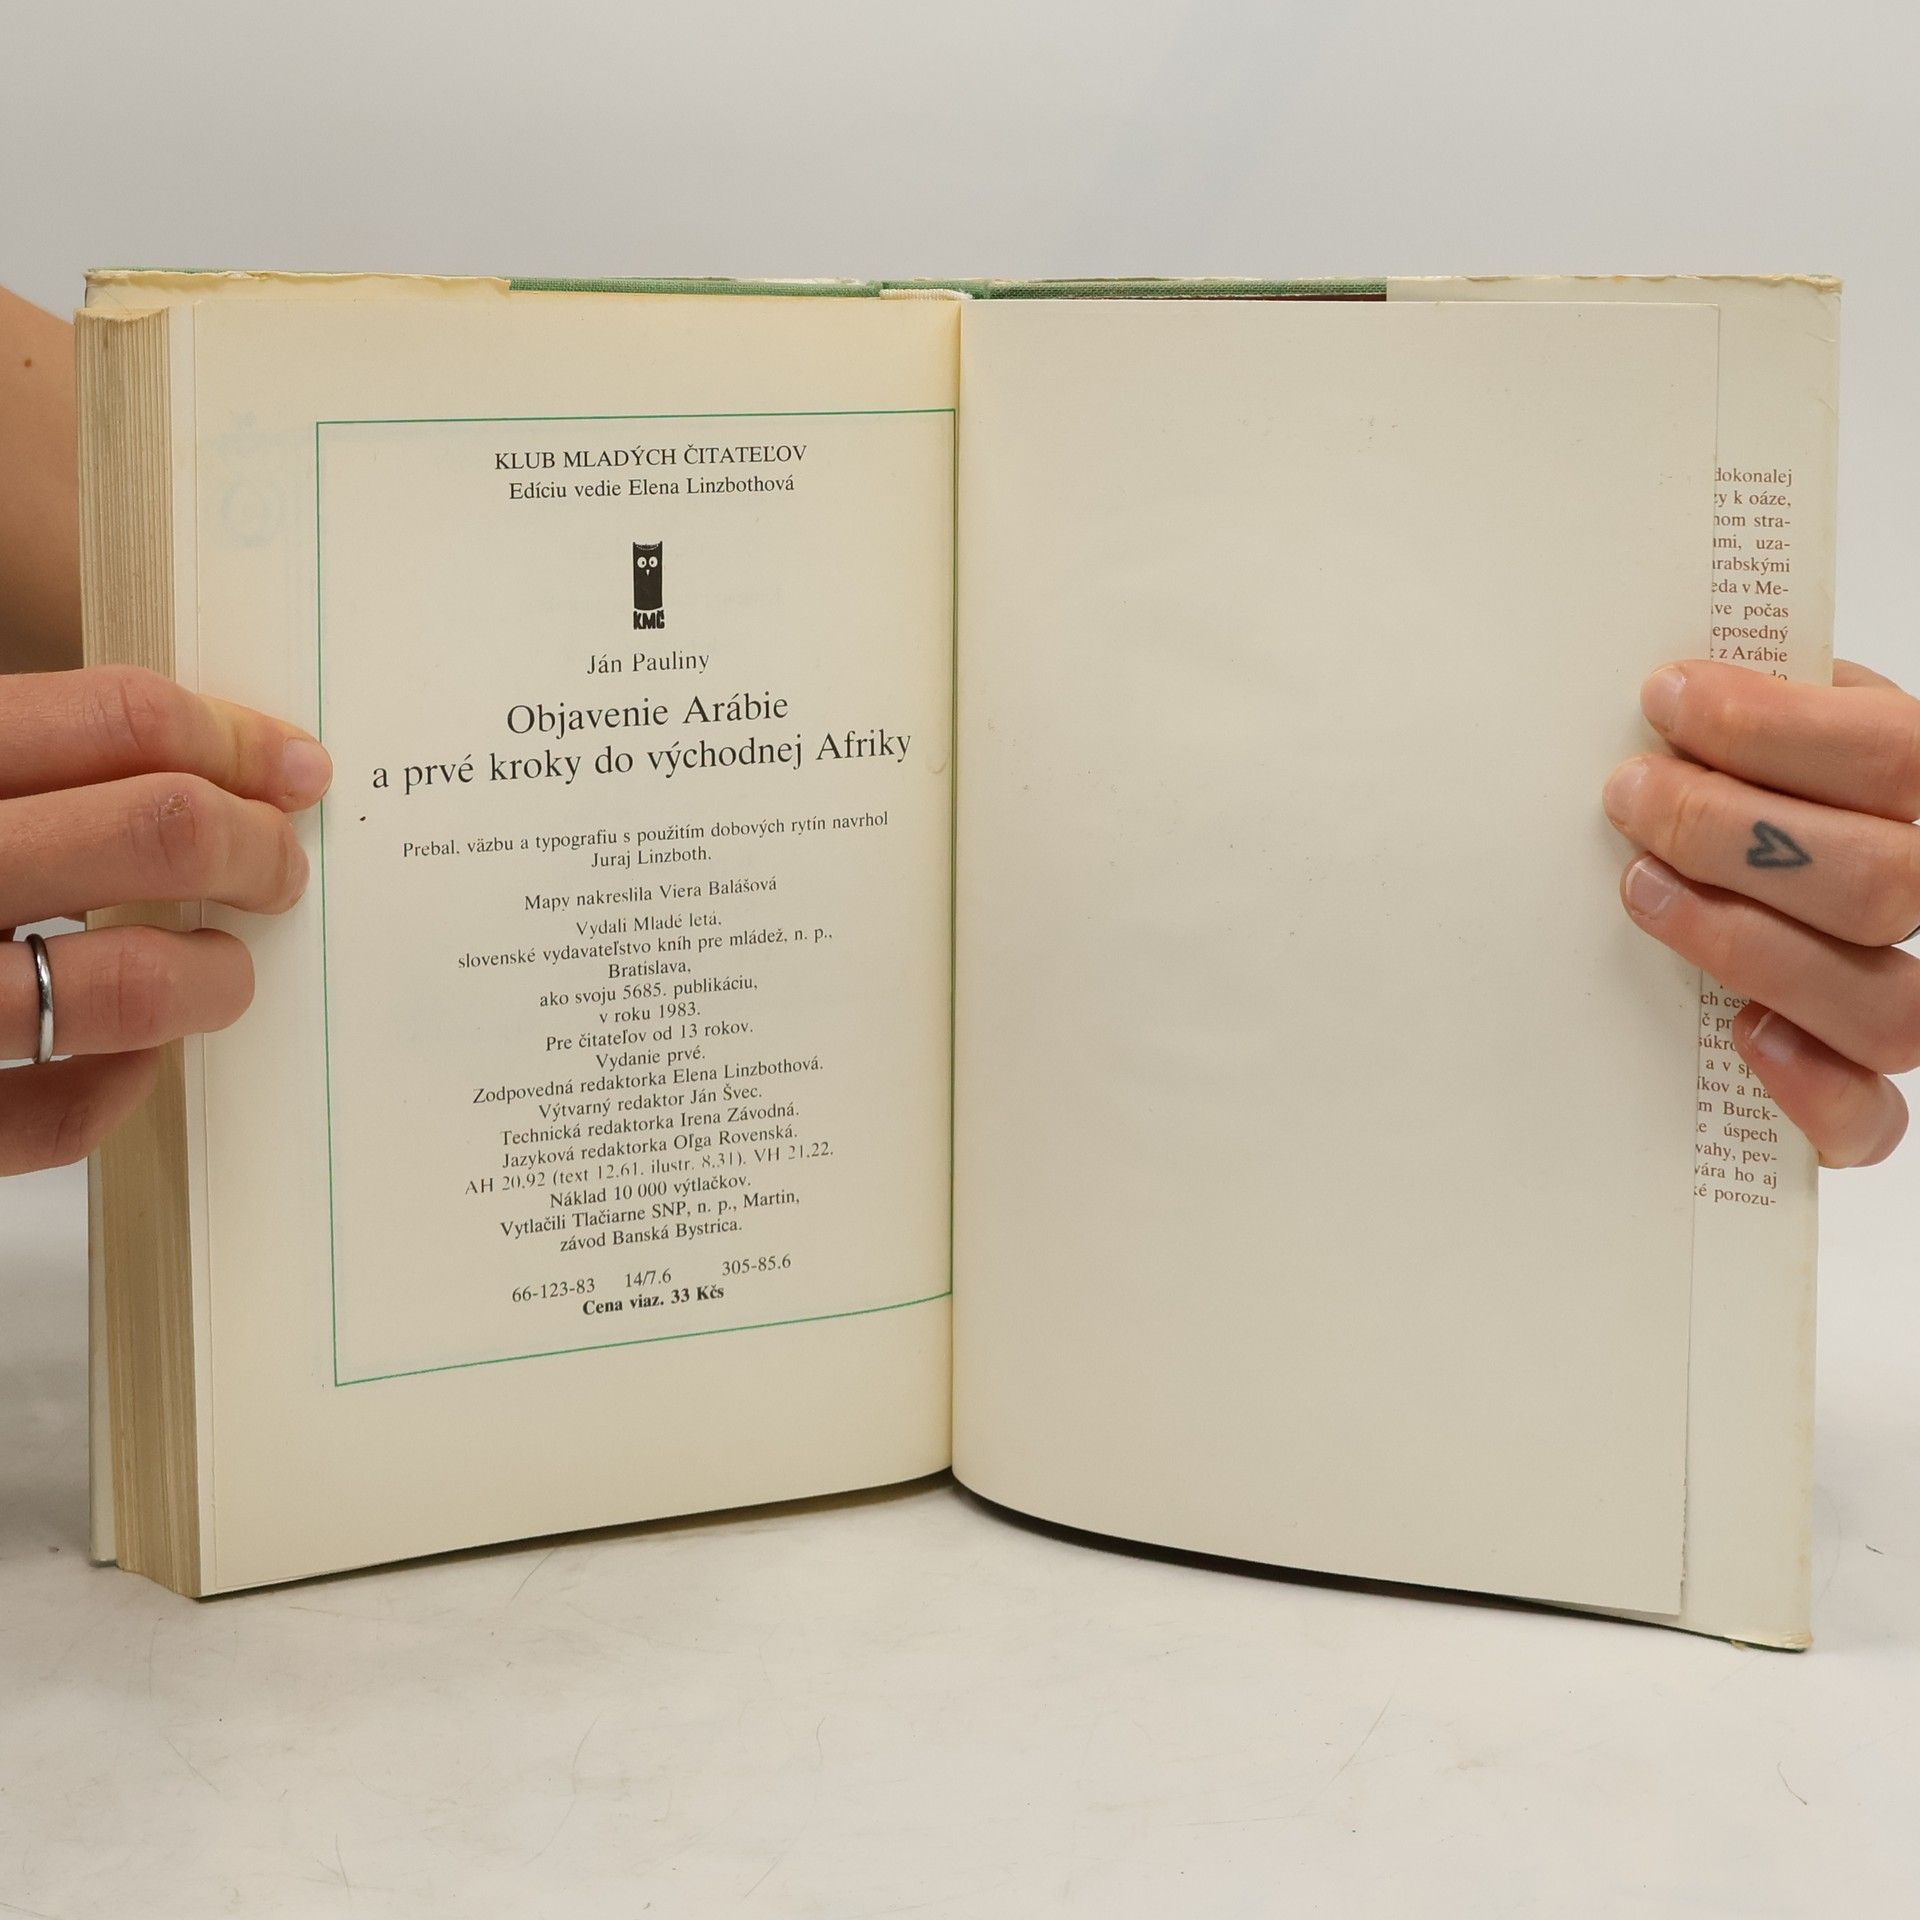 KLUB MLADÝCH ČITATEĽOV
Edíciu vedie Elena Linzbothová
KMČ
Ján Pauliny
Objavenie Arábie
a prvé kroky do východnej Afriky
Prebal, väzbu a typografiu s použitím dobových rytín navrhol
Juraj Linzboth.
Mapy nakreslila Viera Balášová
Vydali Mladé letá,
slovenské vydavateľstvo kníh pre mládež, n. p.,
Bratislava,
ako svoju 5685. publikáciu,
v roku 1983.
Pre čitateľov od 13 rokov.
Vydanie prvé.
Zodpovedná redaktorka Elena Linzbothová.
Výtvarný redaktor Ján Švec.
Technická redaktorka Irena Závodná.
Jazyková redaktorka Oľga Rovenská.
AH 20,92 (text 12,61, ilustr. 8,31). VH 21,22.
Náklad 10 000 výtlačkov.
Vytlačili Tlačiarne SNP, n. p., Martin,
závod Banská Bystrica.
66-123-83 14/7.6 305-85.6
Cena viaz. 33 Kčs
dokonalej
k oáze,
stra-
uza-
arabskými
v Me-
počas
eposedný
z Arábie
do
ch
a v
a
Burck-
úspech
vahy, pev-
ho aj
porozu-